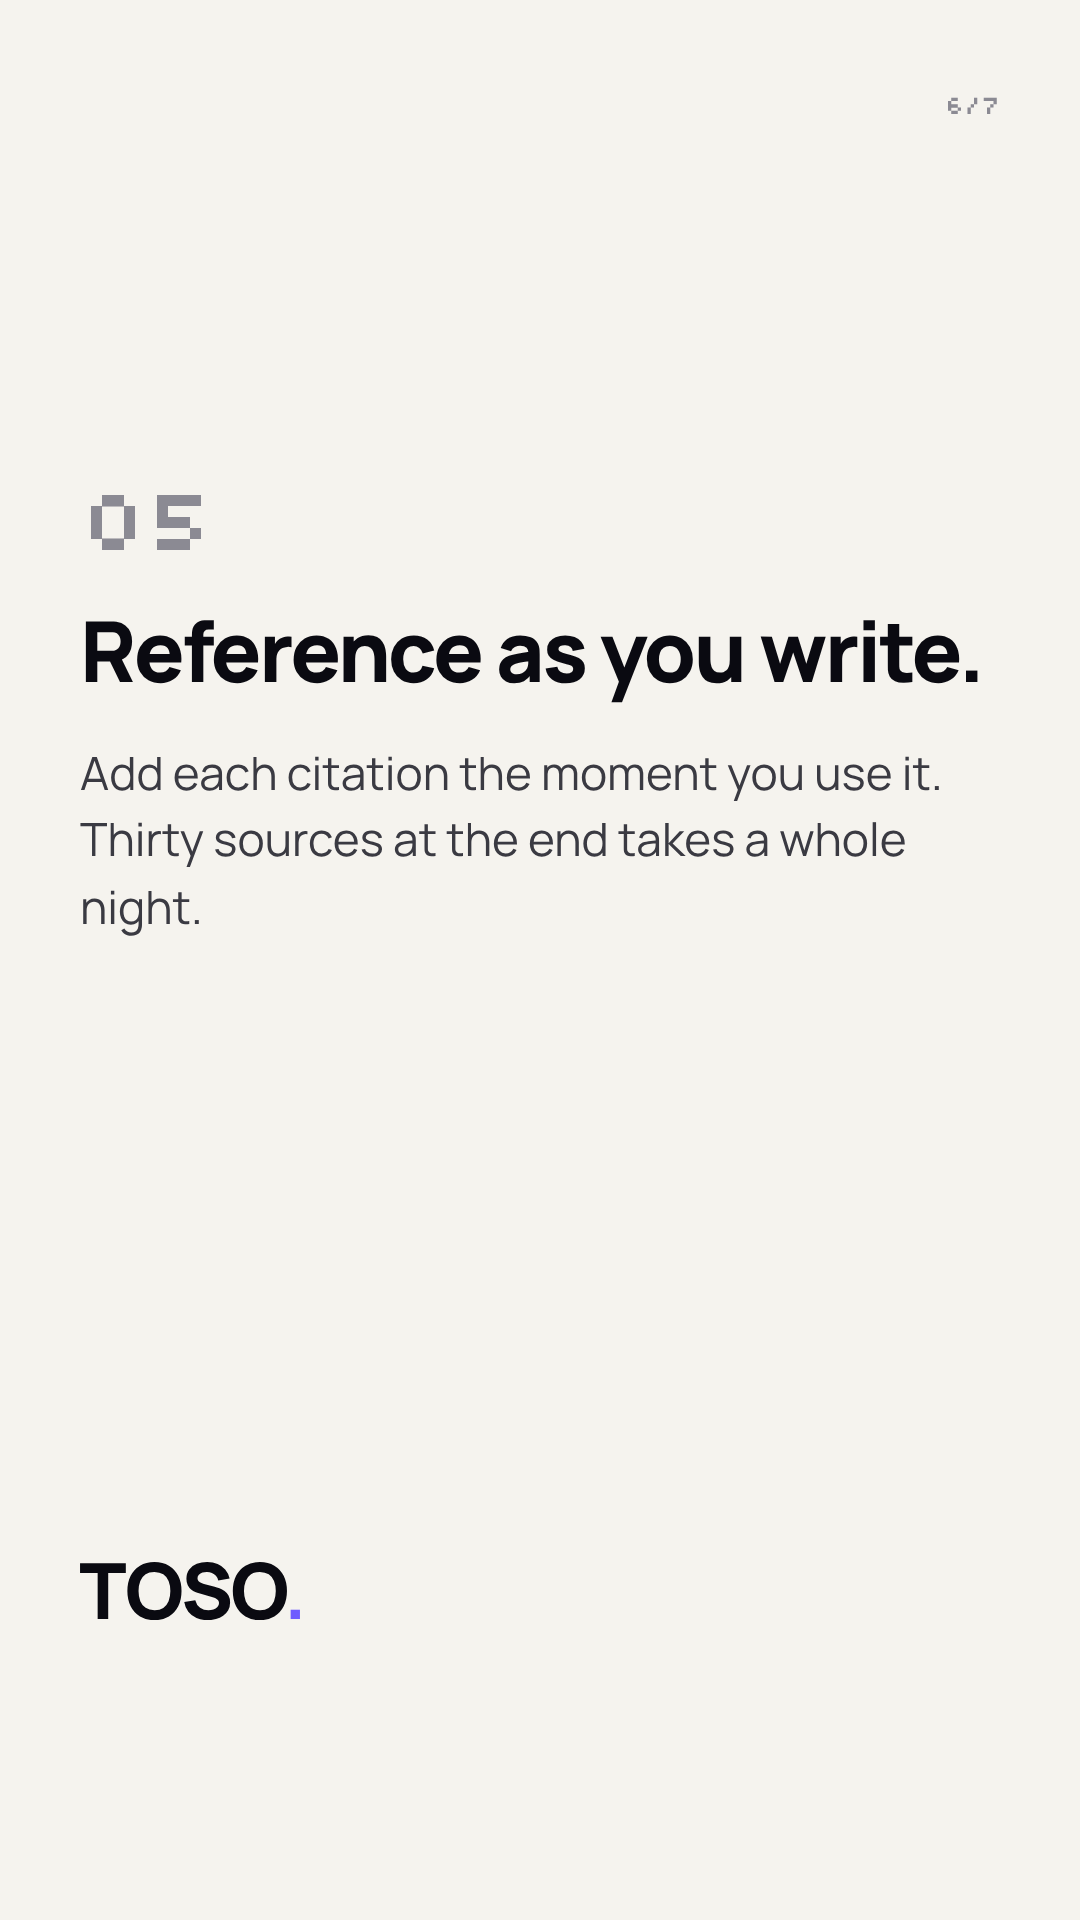 6/7
05
Reference as you write.
Add each citation the moment you use it.
Thirty sources at the end takes a whole
night.
TOSO.